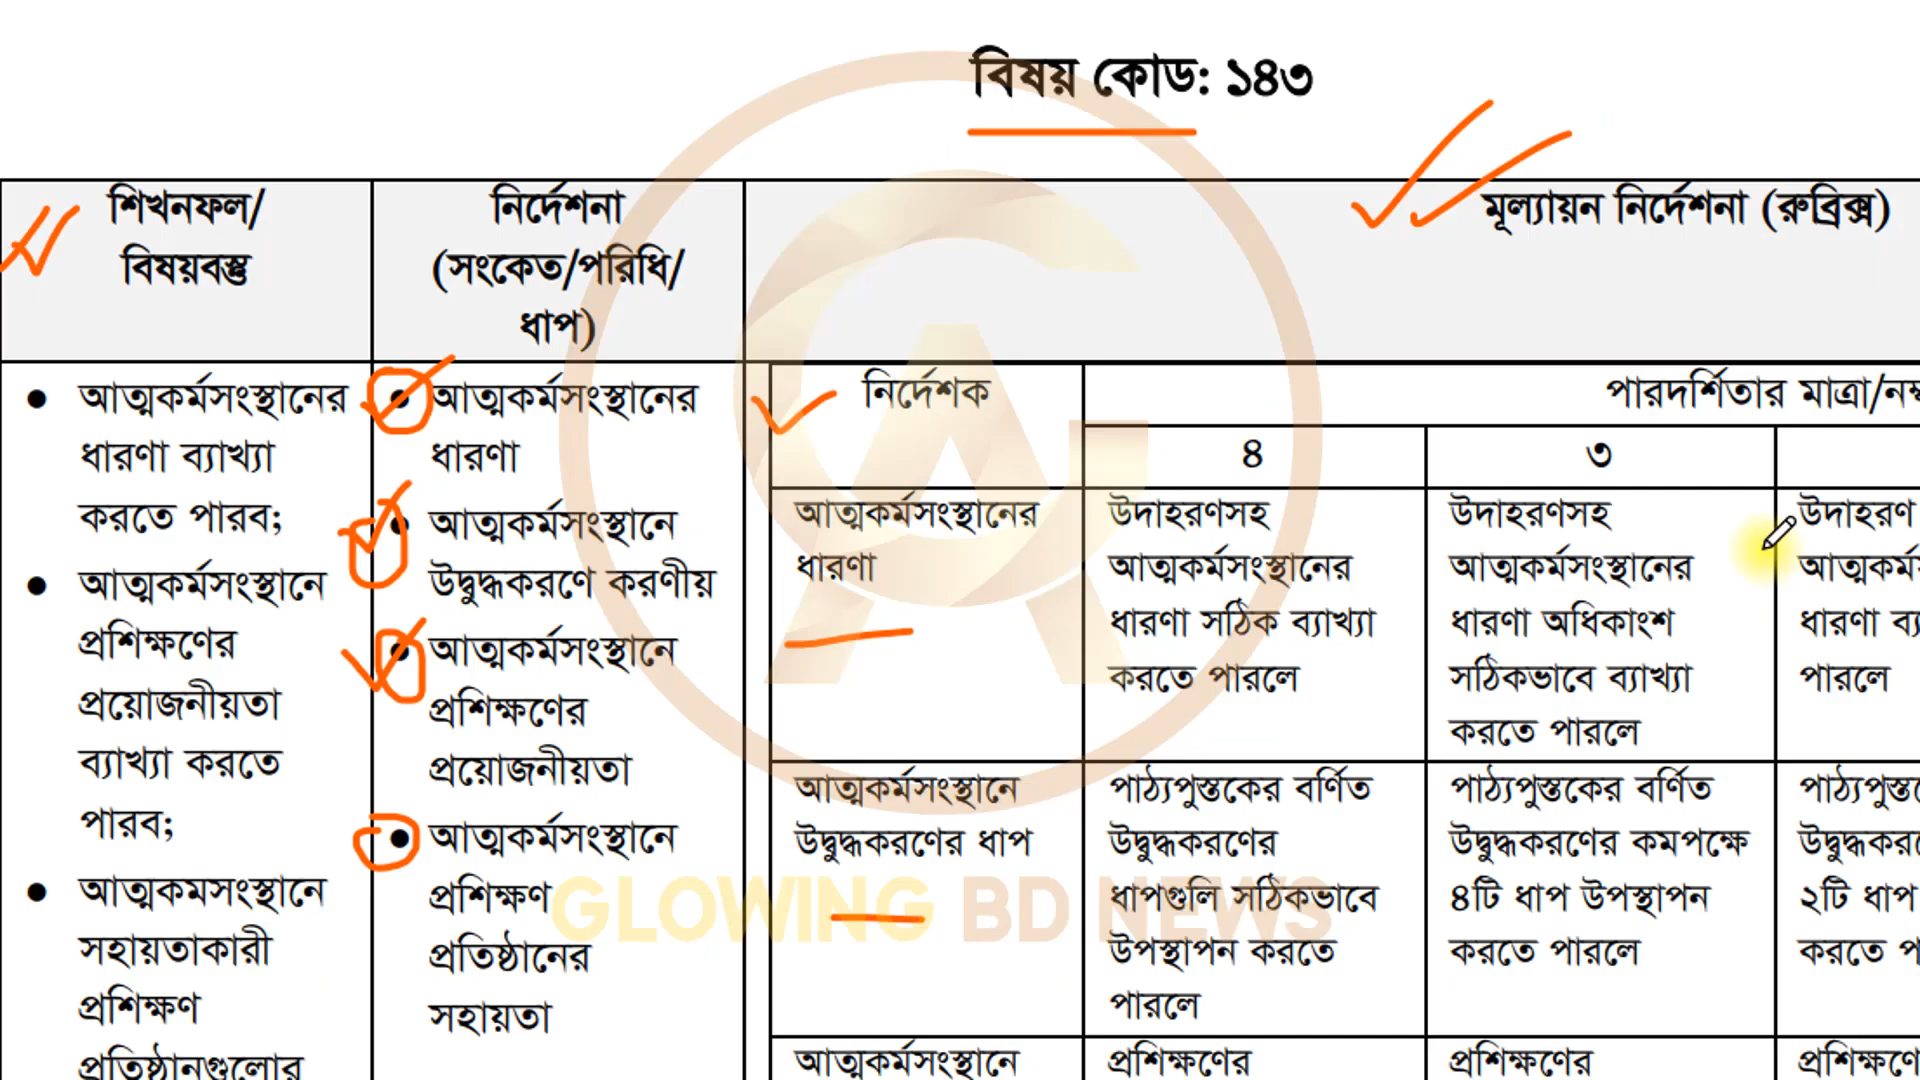 বিষয় কোড: ১৪৩
শিখনফল/
বিষয়বস্তু
নির্দেশনা
(সংকেত/পরিধি/
ধাপ)
মূল্যায়ন নির্দেশনা (রুব্রিক্স)
আত্মকর্মসংস্থানের
ধারণা ব্যাখ্যা
করতে পারব;
আত্মকর্মসংস্থানে
প্রশিক্ষণের
প্রয়োজনীয়তা
ব্যাখ্যা করতে
পারব;
আত্মকমসংস্থানে
সহায়তাকারী
প্রশিক্ষণ
প্রতিষ্ঠানগুলোর
আত্মকর্মসংস্থানের
ধারণা
আত্মকর্মসংস্থানে
উদ্বুদ্ধকরণে করণীয়
আত্মকর্মসংস্থানে
প্রশিক্ষণের
প্রয়োজনীয়তা
আত্মকর্মসংস্থানে
প্রশিক্ষণ
প্রতিষ্ঠানের
সহায়তা
নির্দেশক
পারদর্শিতার মাত্রা/
৪
৩
আত্মকর্মসংস্থানের
ধারণা
উদাহরণসহ
আত্মকর্মসংস্থানের
ধারণা সঠিক ব্যাখ্যা
করতে পারলে
উদাহরণসহ
আত্মকর্মসংস্থানের
ধারণা অধিকাংশ
সঠিকভাবে ব্যাখ্যা
করতে পারলে
উদাহরণ
ধারণা
পারলে
আত্মকর্মসংস্থানে
উদ্বুদ্ধকরণের ধাপ
পাঠ্যপুস্তকের বর্ণিত
উদ্বুদ্ধকরণের
ধাপগুলি সঠিকভাবে
উপস্থাপন করতে
পারলে
পাঠ্যপুস্তকের বর্ণিত
উদ্বুদ্ধকরণের কমপক্ষে
৪টি ধাপ উপস্থাপন
করতে পারলে
২টি ধাপ
করতে
আত্মকর্মসংস্থানে
প্রশিক্ষণের
প্রশিক্ষণের
GLOWING BD NEWS